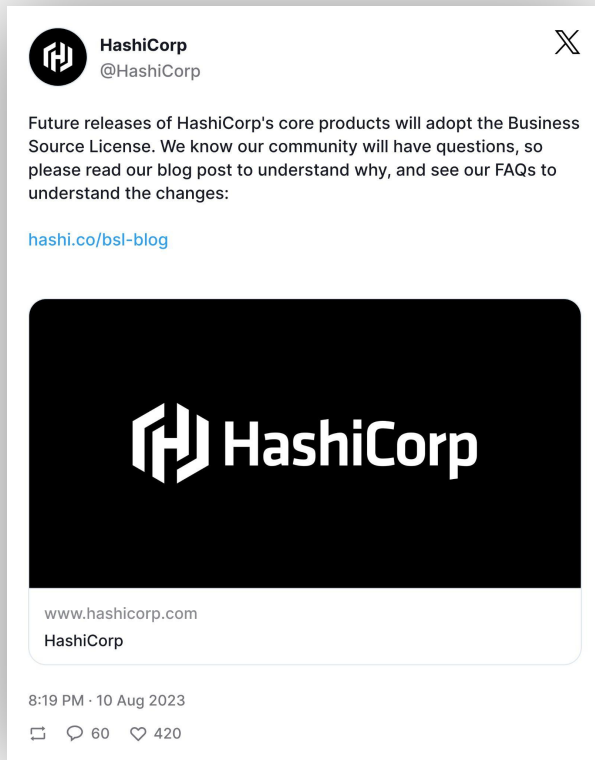 HashiCorp
@HashiCorp
Future releases of HashiCorp's core products will adopt the Business
Source License. We know our community will have questions, so
please read our blog post to understand why, and see our FAQs to
understand the changes:
hashi.co/bsl-blog
HashiCorp
www.hashicorp.com
HashiCorp
8:19 PM · 10 Aug 2023
60 420